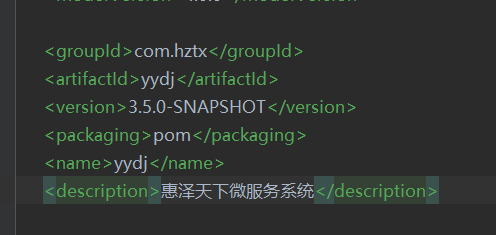 <groupId>com.hztx</groupId>
<artifactId>yydj</artifactId>
<version>3.5.0-SNAPSHOT</version>
<packaging>pom</packaging>
<name>yydj</name>
<description>惠泽天下微服务系统</description>